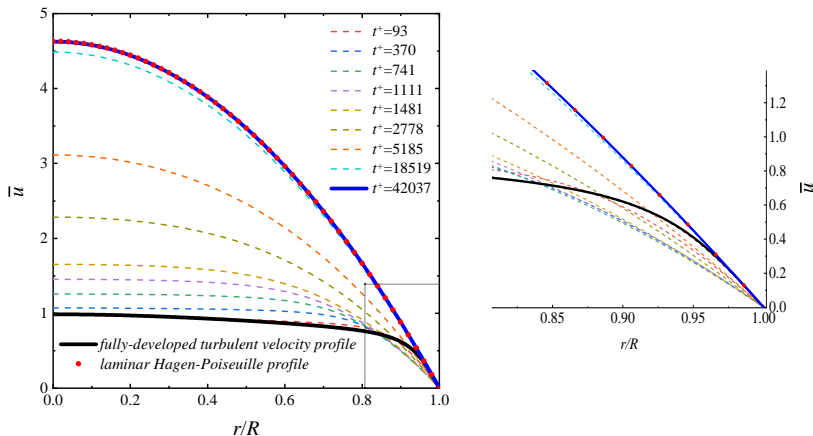 5
4
3
2
1
0
ū
0.0
0.2
0.4
0.6
0.8
1.0
r/R
t⁺=93
t⁺=370
t⁺=741
t⁺=1111
t⁺=1481
t⁺=2778
t⁺=5185
t⁺=18519
t⁺=42037
fully-developed turbulent velocity profile
laminar Hagen-Poiseuille profile
1.2
1.0
0.8
0.6
0.4
0.2
0.0
ū
0.85
0.90
0.95
1.00
r/R